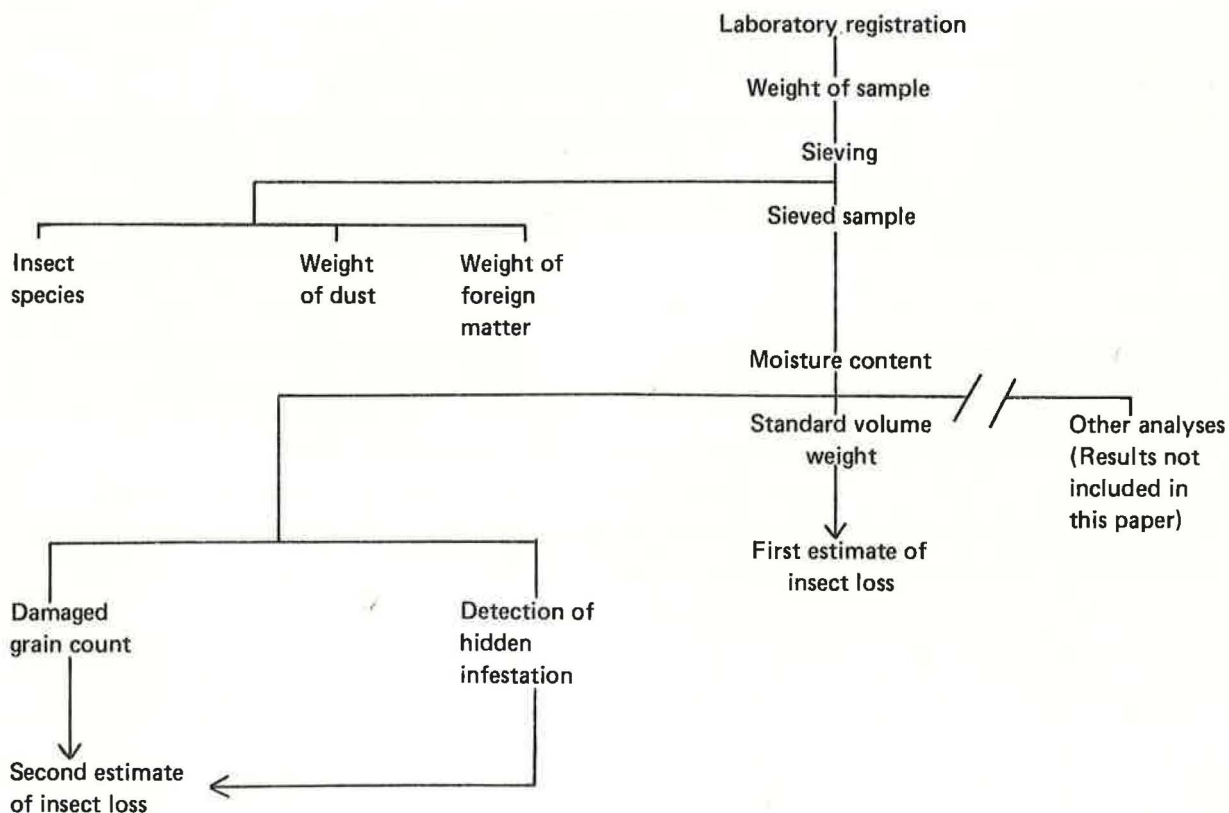 Laboratory registration
Weight of sample
Sieving
Sieved sample
Insect
species
Weight
of dust
Weight of
foreign
matter
Moisture content
Standard volume
weight
Other analyses
(Results not
included in
this paper)
First estimate of
insect loss
Damaged
grain count
Detection of
hidden
infestation
Second estimate
of insect loss